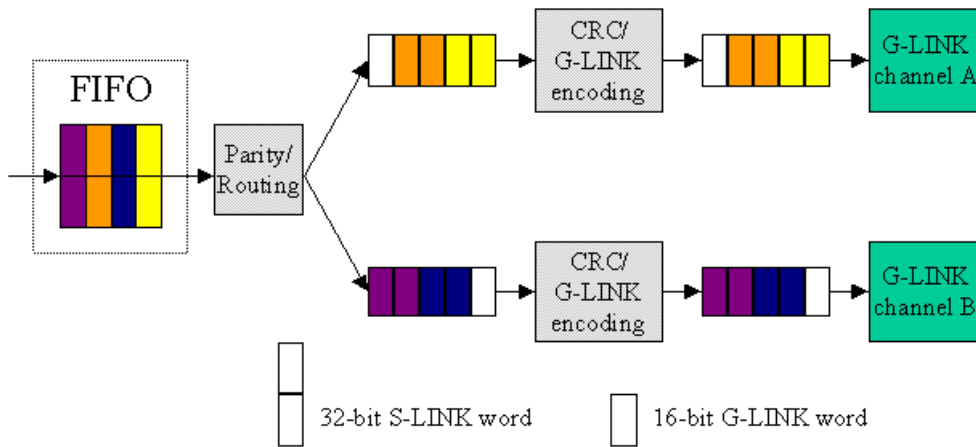 FIFO
Parity/
Routing
CRC/
G-LINK
encoding
G-LINK
channel A
CRC/
G-LINK
encoding
G-LINK
channel B
32-bit S-LINK word
16-bit G-LINK word